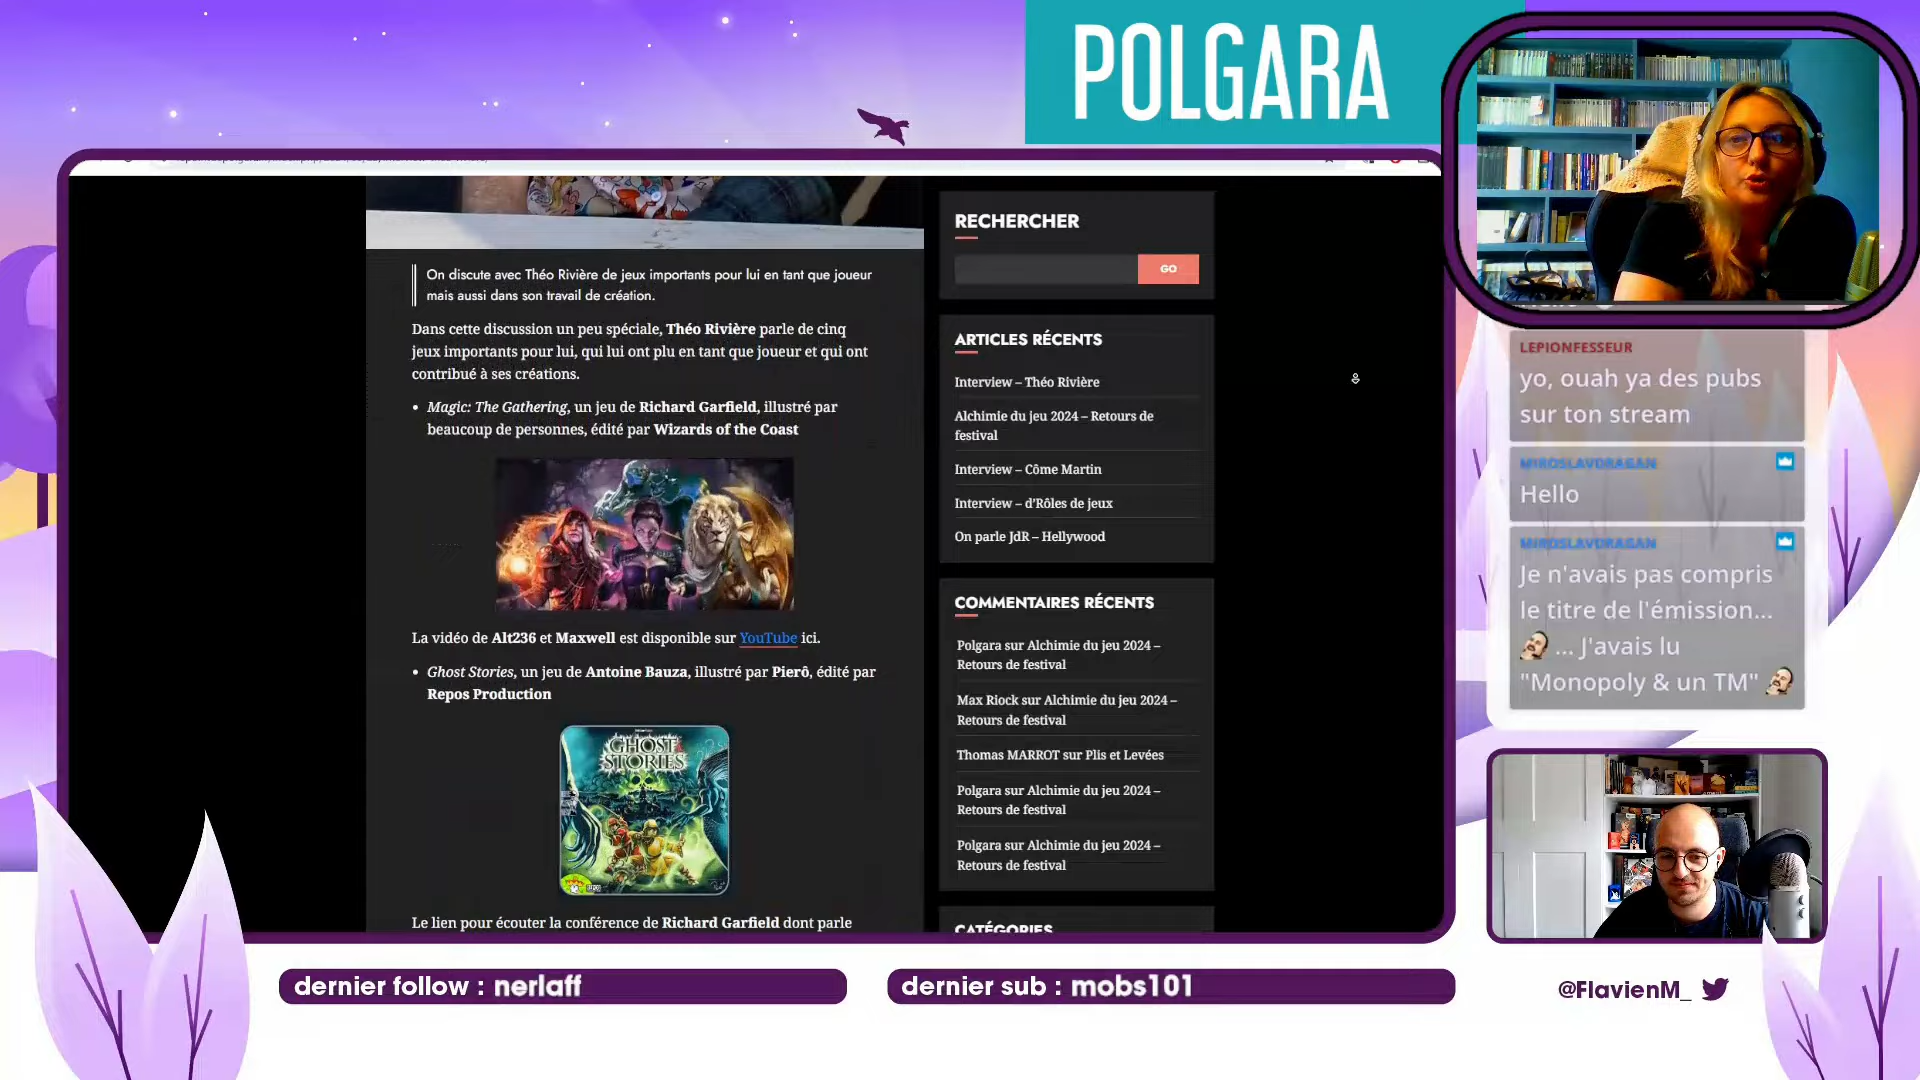 POLGARA
On discute avec Théo Rivière de jeux importants pour lui en tant que joueur
mais aussi dans son travail de création.
Dans cette discussion un peu spéciale, Théo Rivière parle de cinq
jeux importants pour lui, qui lui ont plu en tant que joueur et qui ont
contribué à ses créations.
• Magic: The Gathering, un jeu de Richard Garfield, illustré par
beaucoup de personnes, édité par Wizards of the Coast
La vidéo de Alt236 et Maxwell est disponible sur YouTube ici.
• Ghost Stories, un jeu de Antoine Bauza, illustré par Pierô, édité par
Repos Production
GHOST
STORIES
Le lien pour écouter la conférence de Richard Garfield dont parle
RECHERCHER
GO
ARTICLES RÉCENTS
Interview – Théo Rivière
Alchimie du jeu 2024 – Retours de
festival
Interview – Côme Martin
Interview – d'Rôles de jeux
On parle JdR – Hellywood
COMMENTAIRES RÉCENTS
Polgara sur Alchimie du jeu 2024 –
Retours de festival
Max Riock sur Alchimie du jeu 2024 –
Retours de festival
Thomas MARROT sur Plis et Levées
Polgara sur Alchimie du jeu 2024 –
Retours de festival
Polgara sur Alchimie du jeu 2024 –
Retours de festival
CATÉGORIES
LEPIONFESSEUR
yo, ouah ya des pubs
sur ton stream
MIROSLAVDRAGAN
Hello
MIROSLAVDRAGAN
Je n'avais pas compris
le titre de l'émission...
... J'avais lu
"Monopoly & un TM"
dernier follow : nerlaff
dernier sub : mobs101
@FlavienM_